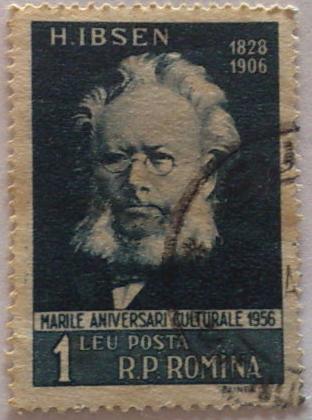 H. IBSEN
1828
1906
MARILE ANIVERSARI CULTURALE 1956
1 LEU POSTA
R.P. ROMINA